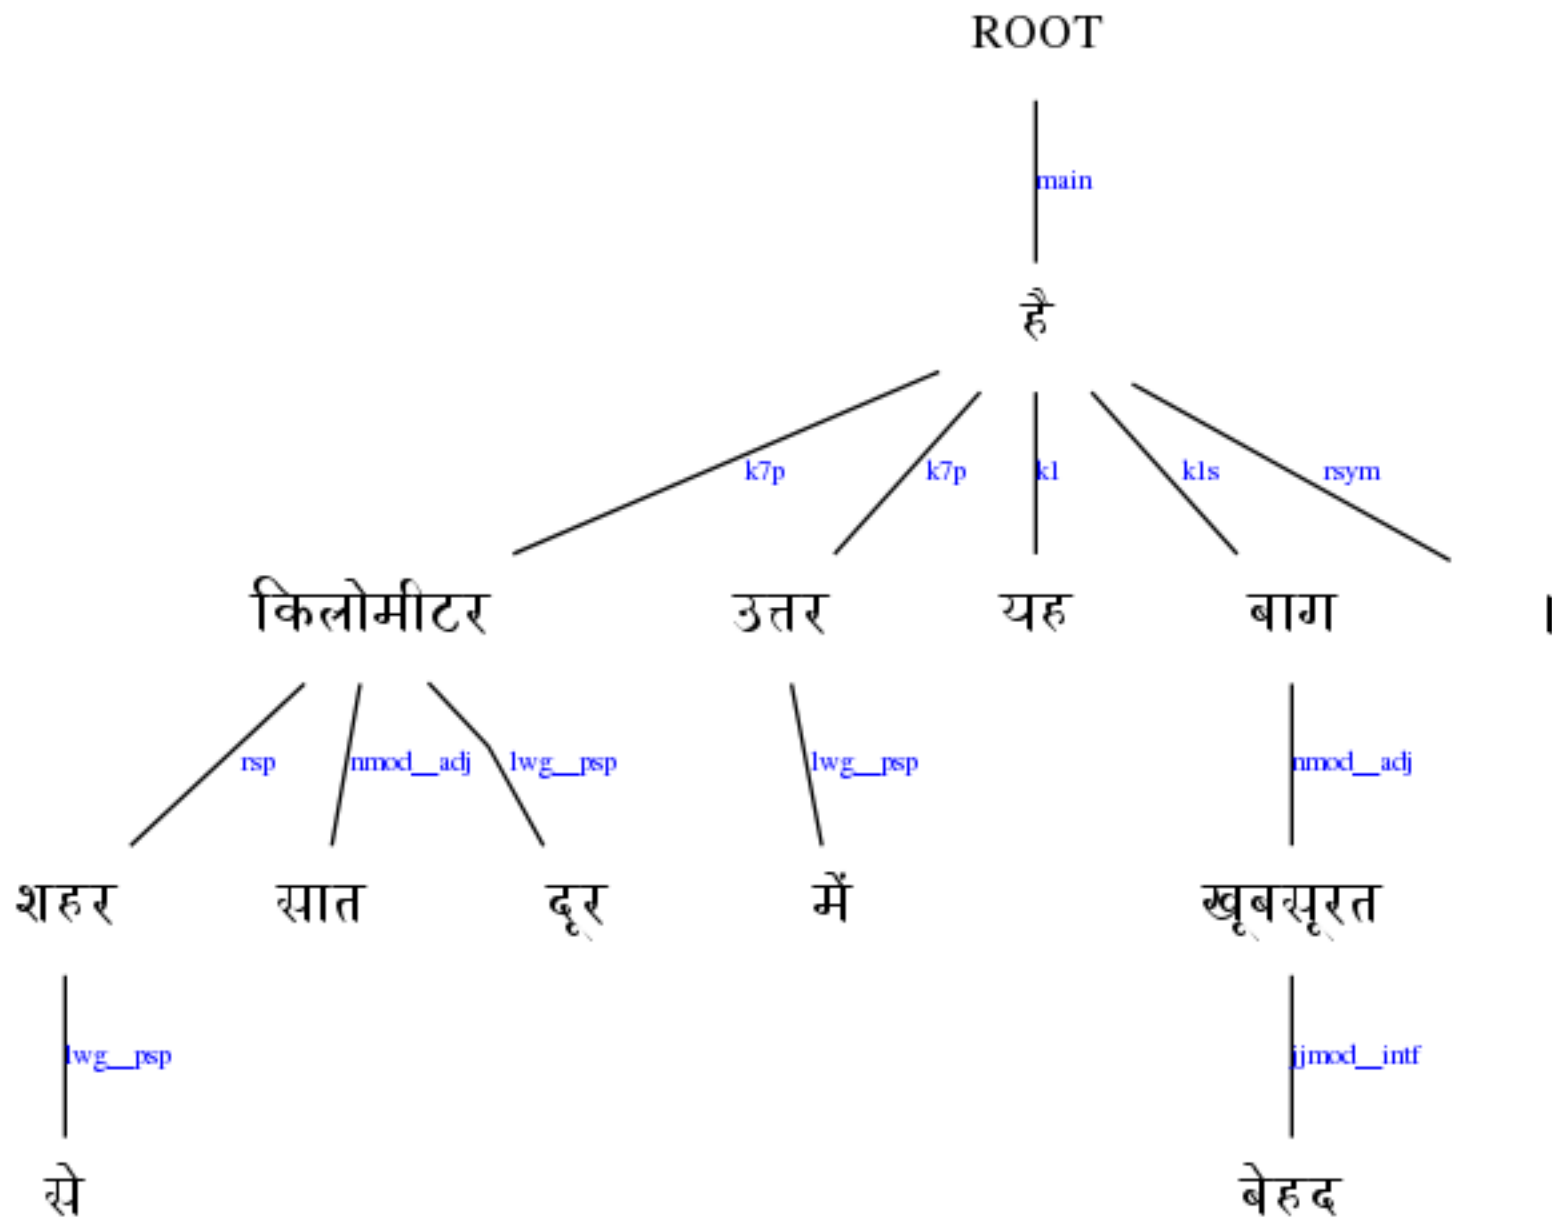 ROOT
main
है
k7p k7p k1 k1s rsym
किलोमीटर उत्तर यह बाग ।
rsp nmod__adj lwg__psp lwg__psp nmod__adj
शहर सात दूर में खूबसूरत
lwg__psp jjmod__intf
से बेहद